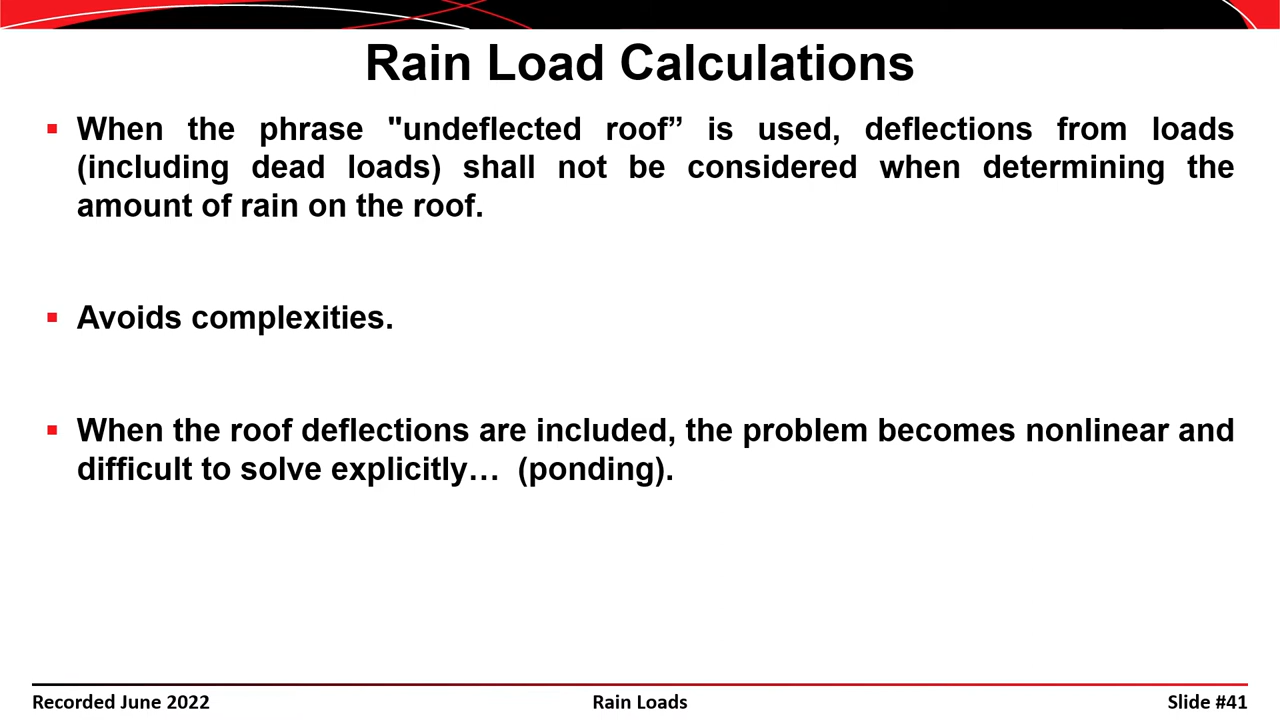 Rain Load Calculations
▪ When the phrase "undeflected roof” is used, deflections from loads
(including dead loads) shall not be considered when determining the
amount of rain on the roof.
▪ Avoids complexities.
▪ When the roof deflections are included, the problem becomes nonlinear and
difficult to solve explicitly… (ponding).
Recorded June 2022 Rain Loads Slide #41